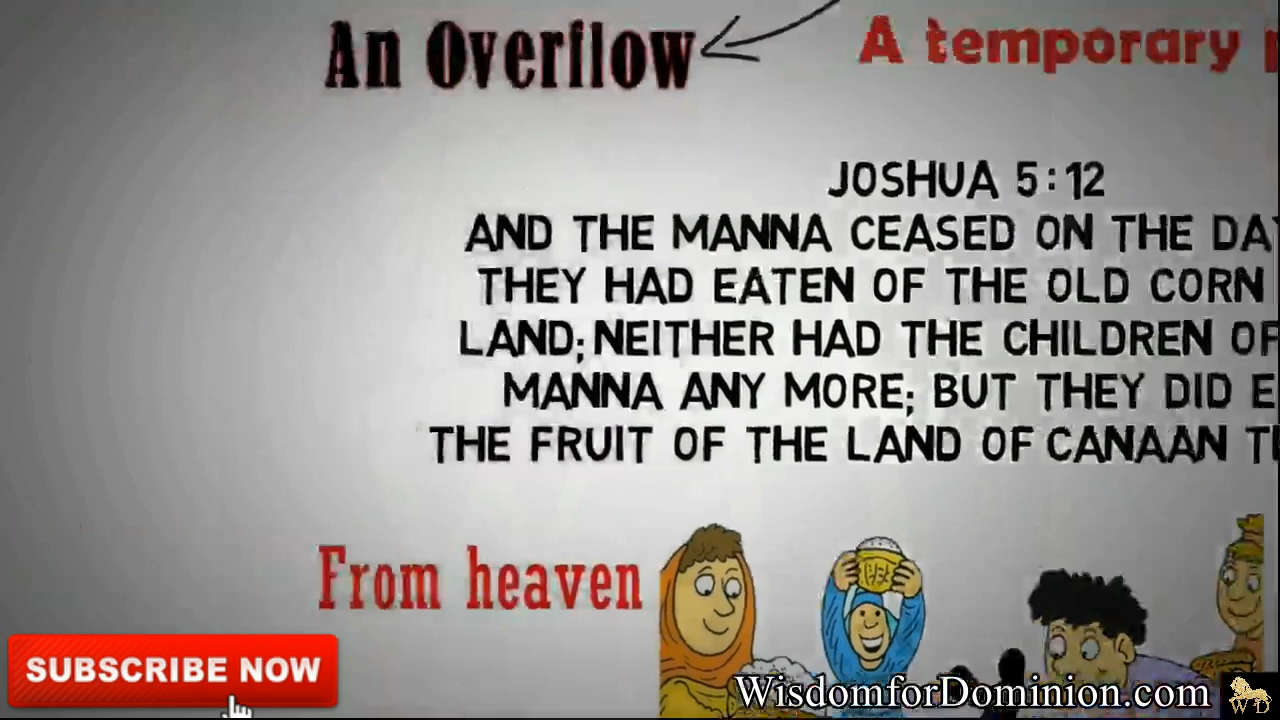 An Overflow
A temporary
JOSHUA 5:12
AND THE MANNA CEASED ON THE DA
THEY HAD EATEN OF THE OLD CORN
LAND; NEITHER HAD THE CHILDREN OF
MANNA ANY MORE; BUT THEY DID E
THE FRUIT OF THE LAND OF CANAAN T
From heaven
SUBSCRIBE NOW
WisdomforDominion.com
WD